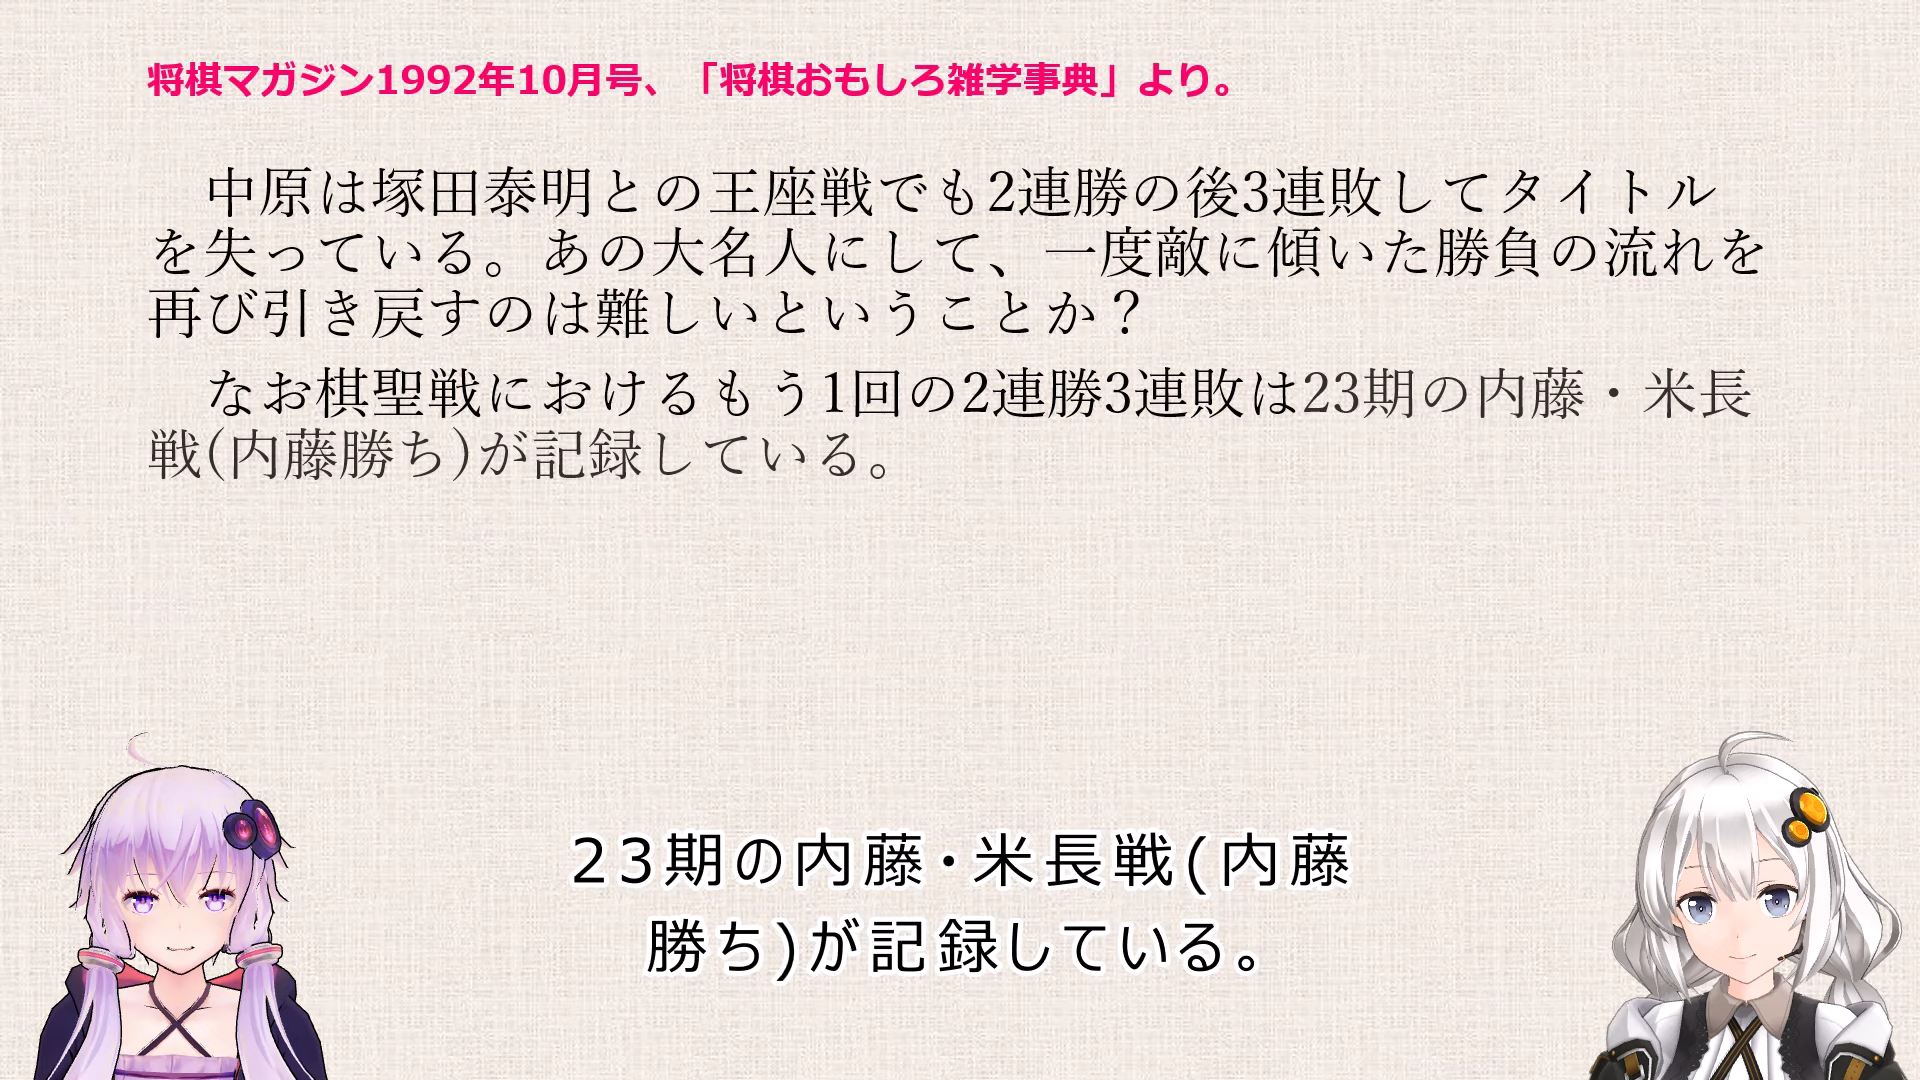 将棋マガジン1992年10月号、「将棋おもしろ雑学事典」より。
中原は塚田泰明との王座戦でも2連勝の後3連敗してタイトル
を失っている。あの大名人にして、一度敵に傾いた勝負の流れを
再び引き戻すのは難しいということか？
なお棋聖戦におけるもう1回の2連勝3連敗は23期の内藤・米長
戦(内藤勝ち)が記録している。
23期の内藤･米長戦(内藤
勝ち)が記録している。